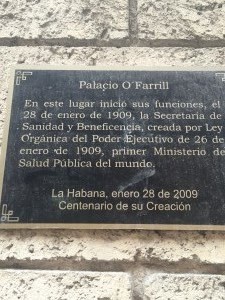 Palacio O'Farrill
En este lugar inició sus funciones, el
28 de enero de 1909, la Secretaría de
Sanidad y Beneficencia, creada por Ley
Orgánica del Poder Ejecutivo de 26 de
enero de 1909, primer Ministerio de
Salud Pública del mundo.
La Habana, enero 28 de 2009
Centenario de su Creación